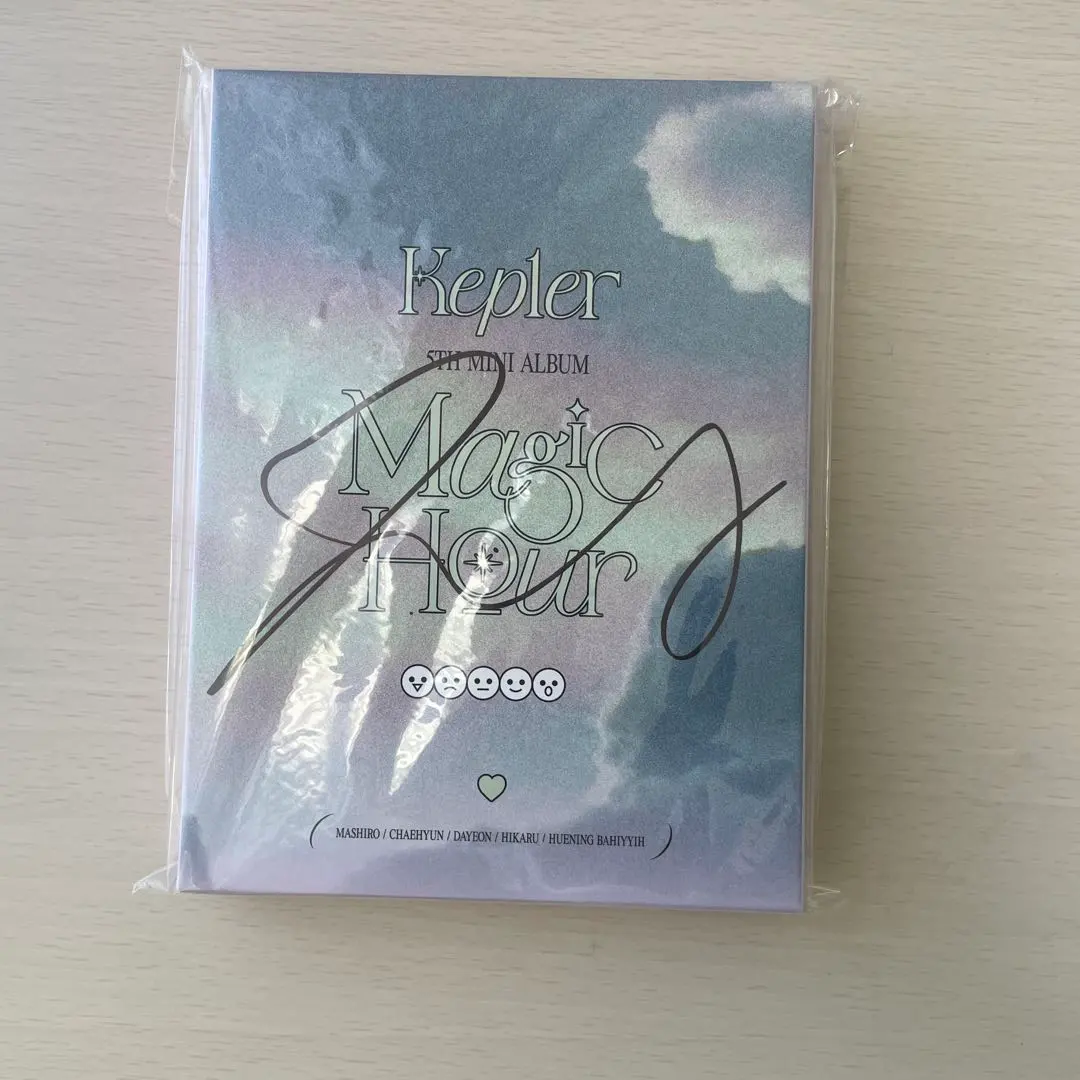 Kep1er
5TH MINI ALBUM
Magic
Hour
( MASHIRO / CHAEHYUN / DAYEON / HIKARU / HUENING BAHIYYIH )